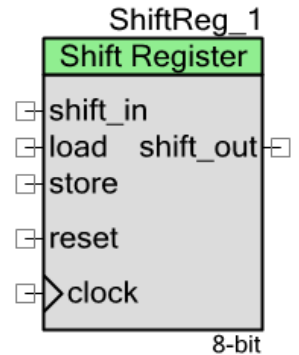 ShiftReg_1
Shift Register
shift_in
load shift_out
store
reset
clock
8-bit